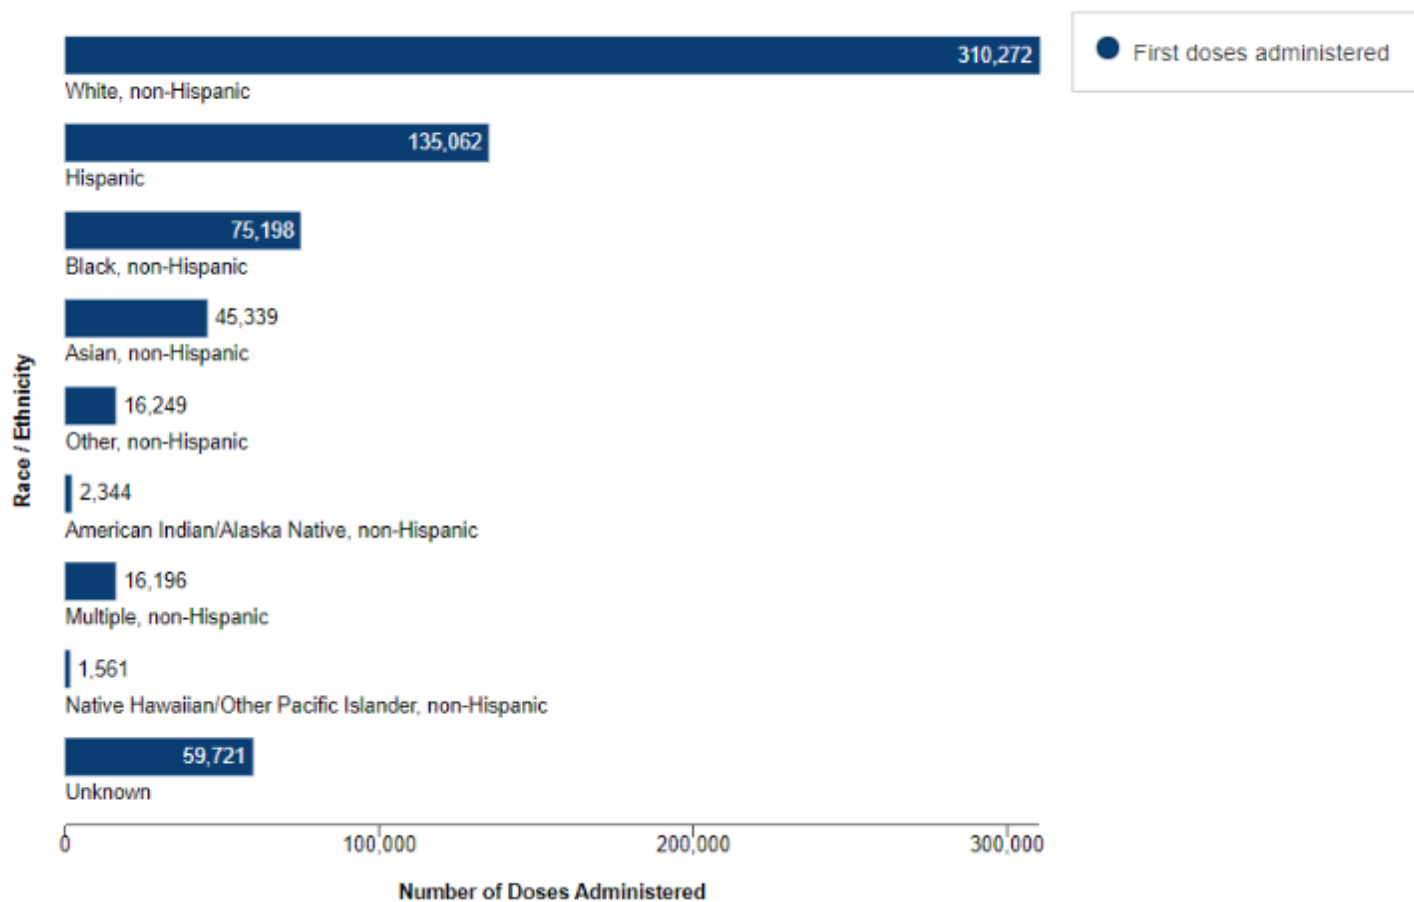 310,272
First doses administered
White, non-Hispanic
135,062
Hispanic
75,198
Black, non-Hispanic
45,339
Asian, non-Hispanic
16,249
Other, non-Hispanic
2,344
American Indian/Alaska Native, non-Hispanic
16,196
Multiple, non-Hispanic
1,561
Native Hawaiian/Other Pacific Islander, non-Hispanic
59,721
Unknown
Race / Ethnicity
0 100,000 200,000 300,000
Number of Doses Administered